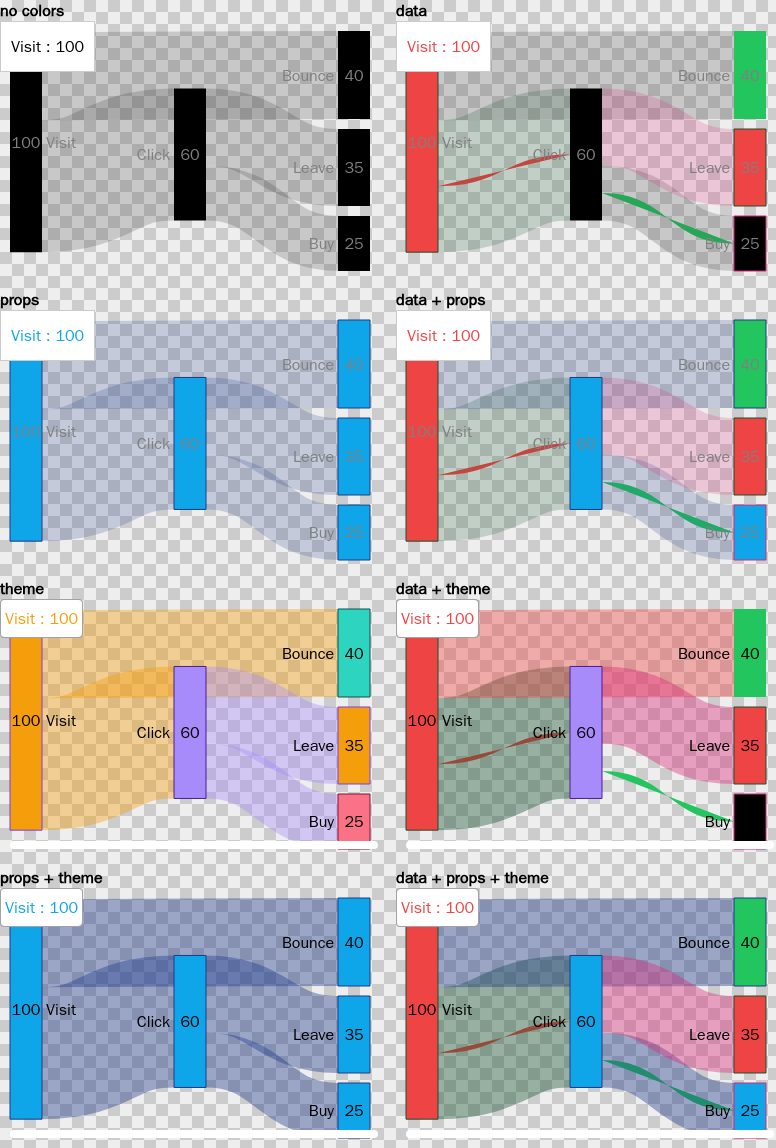 no colors
Visit : 100
Bounce 40
100 Visit
Click 60
Leave 35
Buy 25
data
Visit : 100
Bounce 40
100 Visit
Click 60
Leave 35
Buy 25
props
Visit : 100
Bounce 40
100 Visit
Click 60
Leave 35
Buy 25
data + props
Visit : 100
Bounce 40
100 Visit
Click 60
Leave 35
Buy 25
theme
Visit : 100
Bounce 40
100 Visit
Click 60
Leave 35
Buy 25
data + theme
Visit : 100
Bounce 40
100 Visit
Click 60
Leave 35
Buy
props + theme
Visit : 100
Bounce 40
100 Visit
Click 60
Leave 35
Buy 25
data + props + theme
Visit : 100
Bounce 40
100 Visit
Click 60
Leave 35
Buy 25